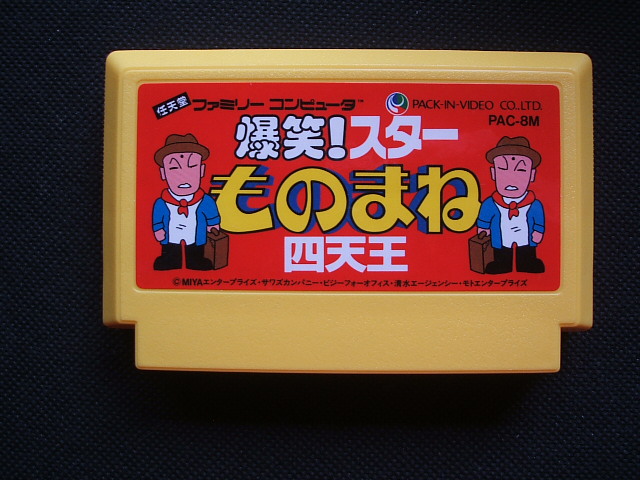 任天堂 ファミリー コンピュータ™ PACK-IN-VIDEO CO.,LTD.
PAC-8M
爆笑!スター
ものまね
四天王
©MIYAエンタープライズ・サワズカンパニー・ビジーフォーオフィス・清水エージェンシー・モトエンタープライズ